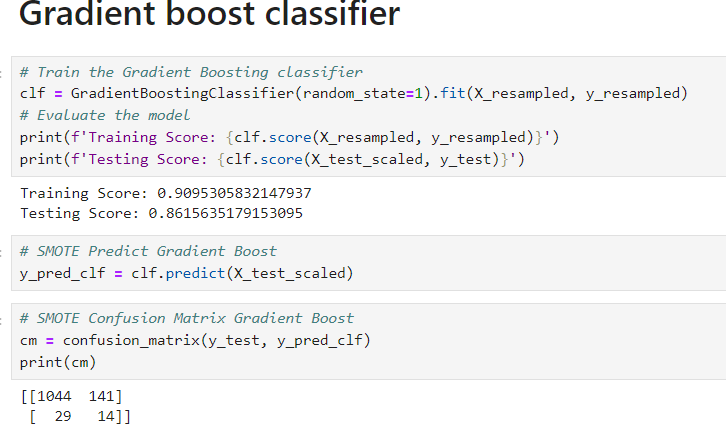 Gradient boost classifier
# Train the Gradient Boosting classifier
clf = GradientBoostingClassifier(random_state=1).fit(X_resampled, y_resampled)
# Evaluate the model
print(f'Training Score: {clf.score(X_resampled, y_resampled)}')
print(f'Testing Score: {clf.score(X_test_scaled, y_test)}')
Training Score: 0.9095305832147937
Testing Score: 0.8615635179153095
# SMOTE Predict Gradient Boost
y_pred_clf = clf.predict(X_test_scaled)
# SMOTE Confusion Matrix Gradient Boost
cm = confusion_matrix(y_test, y_pred_clf)
print(cm)
[[1044  141]
 [  29   14]]